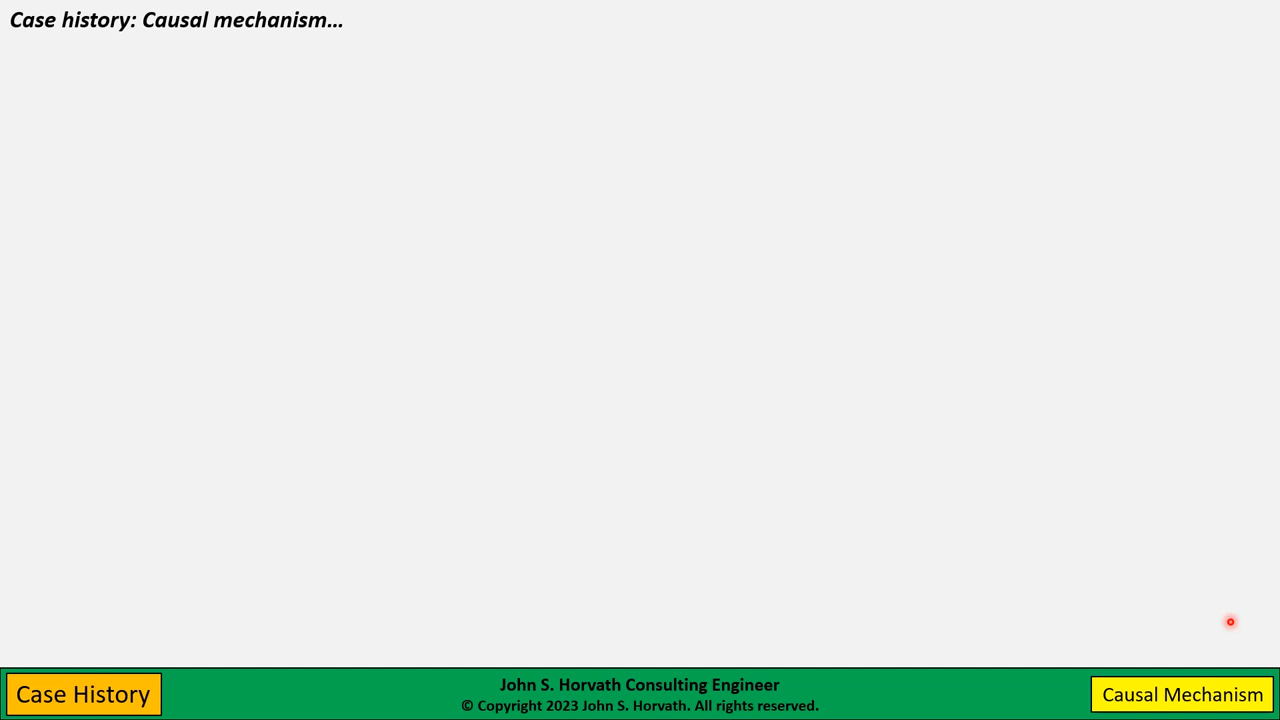 Case history: Causal mechanism…
Case History
John S. Horvath Consulting Engineer
© Copyright 2023 John S. Horvath. All rights reserved.
Causal Mechanism